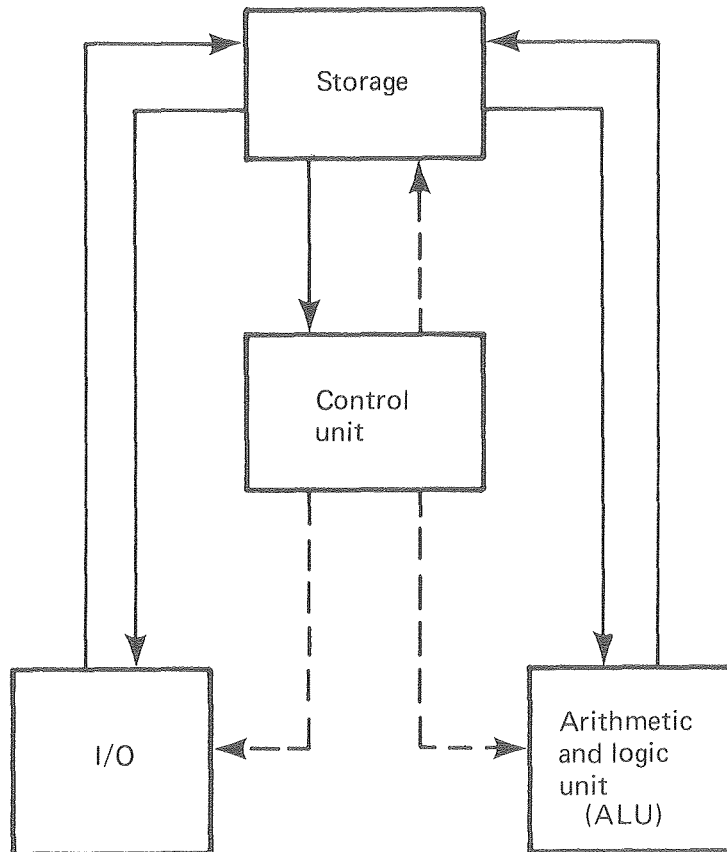 Storage
Control
unit
I/O
Arithmetic
and logic
unit
(ALU)